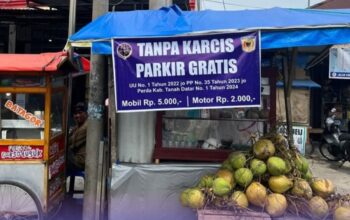 TANPA KARCIS
PARKIR GRATIS
UU No. 1 Tahun 2022 jo PP No. 35 Tahun 2023 jo
Perda Kab. Tanah Datar No. 1 Tahun 2024
Mobil Rp. 5.000,-
Motor Rp. 2.000,-
BATAGOR